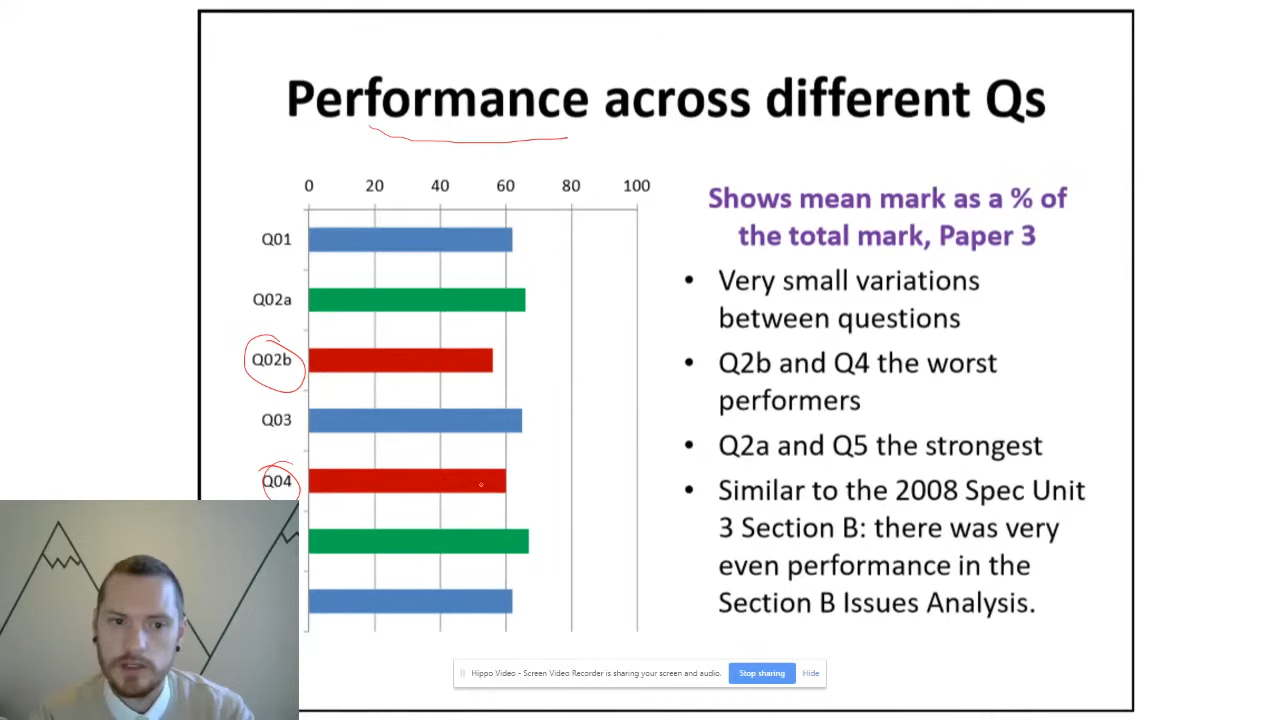 Performance across different Qs
0 20 40 60 80 100
Q01
Q02a
Q02b
Q03
Q04
Shows mean mark as a % of
the total mark, Paper 3
• Very small variations
between questions
• Q2b and Q4 the worst
performers
• Q2a and Q5 the strongest
• Similar to the 2008 Spec Unit
3 Section B: there was very
even performance in the
Section B Issues Analysis.
Hippo Video - Screen Video Recorder is sharing your screen and audio. Stop sharing Hide